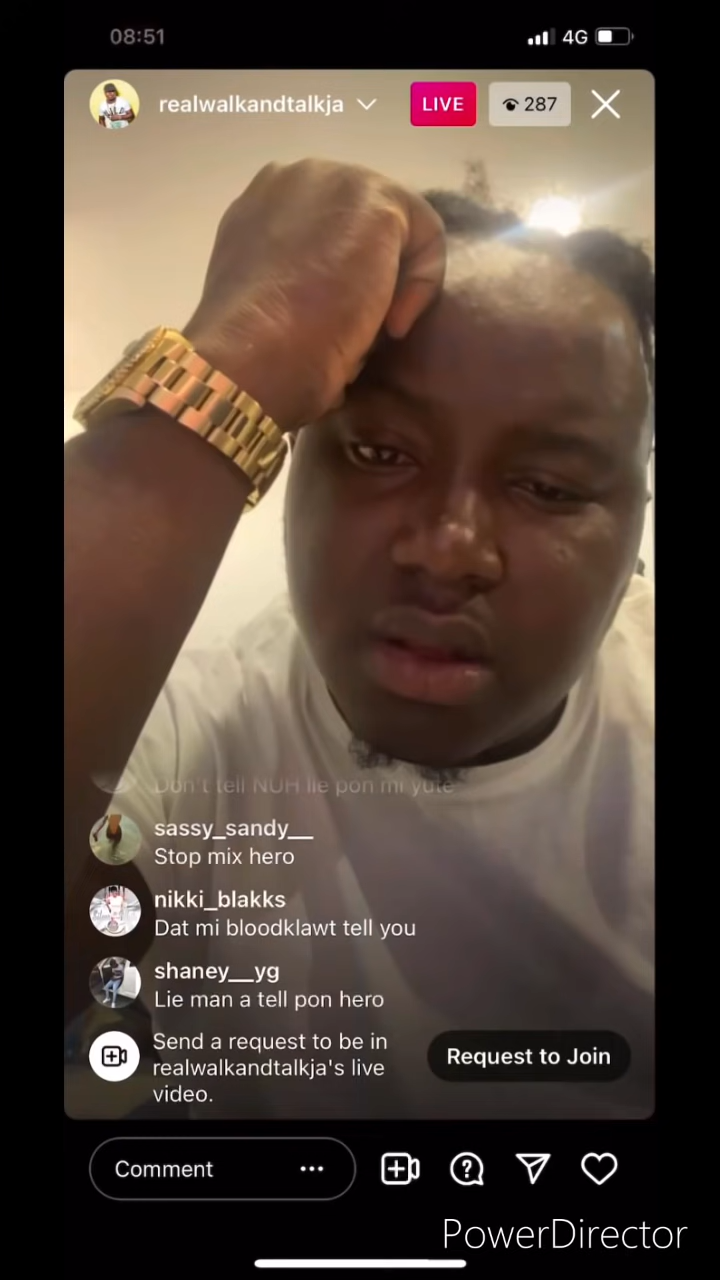 08:51
4G
realwalkandtalkja
LIVE
287
Don't tell NUH lie pon mi yute
sassy_sandy__
Stop mix hero
nikki_blakks
Dat mi bloodklawt tell you
shaney__yg
Lie man a tell pon hero
Send a request to be in
realwalkandtalkja's live
video.
Request to Join
Comment
PowerDirector